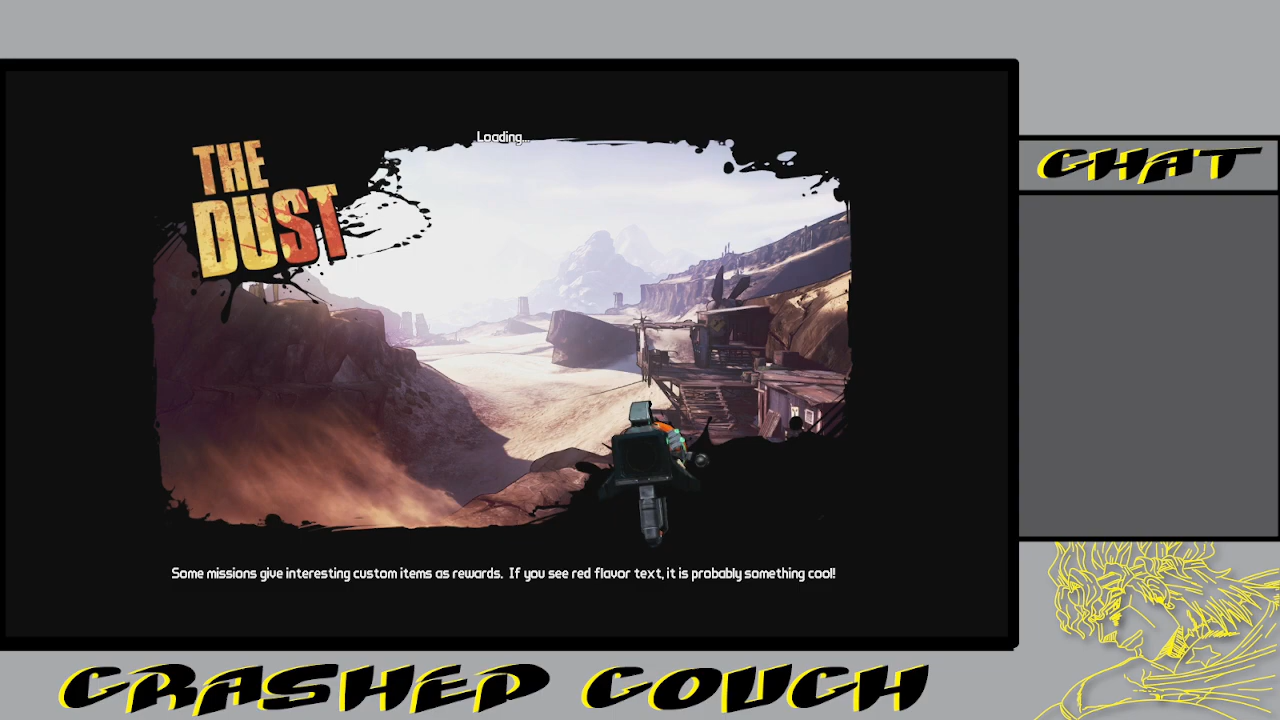 Loading...
THE
DUST
CHAT
Some missions give interesting custom items as rewards. If you see red flavor text, it is probably something cool!
CRASHED COUCH